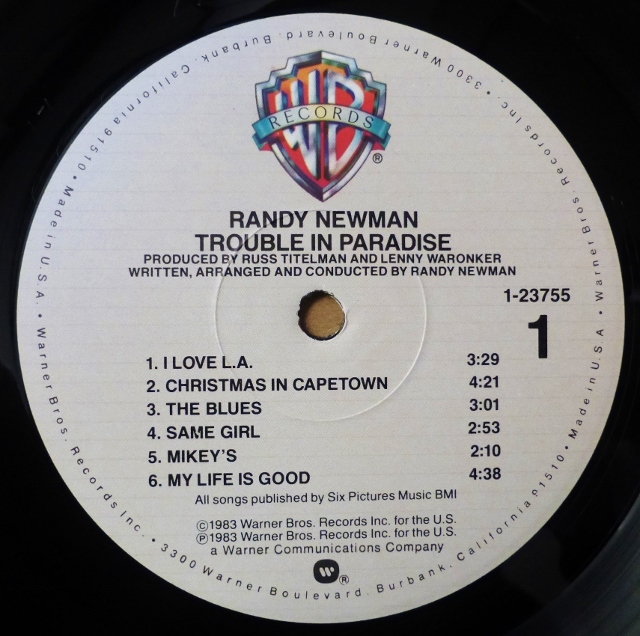 RECORDS
®
RANDY NEWMAN
TROUBLE IN PARADISE
PRODUCED BY RUSS TITELMAN AND LENNY WARONKER
WRITTEN, ARRANGED AND CONDUCTED BY RANDY NEWMAN
1-23755
1
1. I LOVE L.A. 3:29
2. CHRISTMAS IN CAPETOWN 4:21
3. THE BLUES 3:01
4. SAME GIRL 2:53
5. MIKEY'S 2:10
6. MY LIFE IS GOOD 4:38
All songs published by Six Pictures Music BMI
©1983 Warner Bros. Records Inc. for the U.S.
℗1983 Warner Bros. Records Inc. for the U.S.
a Warner Communications Company
®
Warner Bros. Records Inc. • 3300 Warner Boulevard. Burbank. California 91510 • Made in U.S.A. • Warner Bros. Records Inc. • 3300 Warner Boulevard. Burbank. California 91510 • Made in U.S.A. •